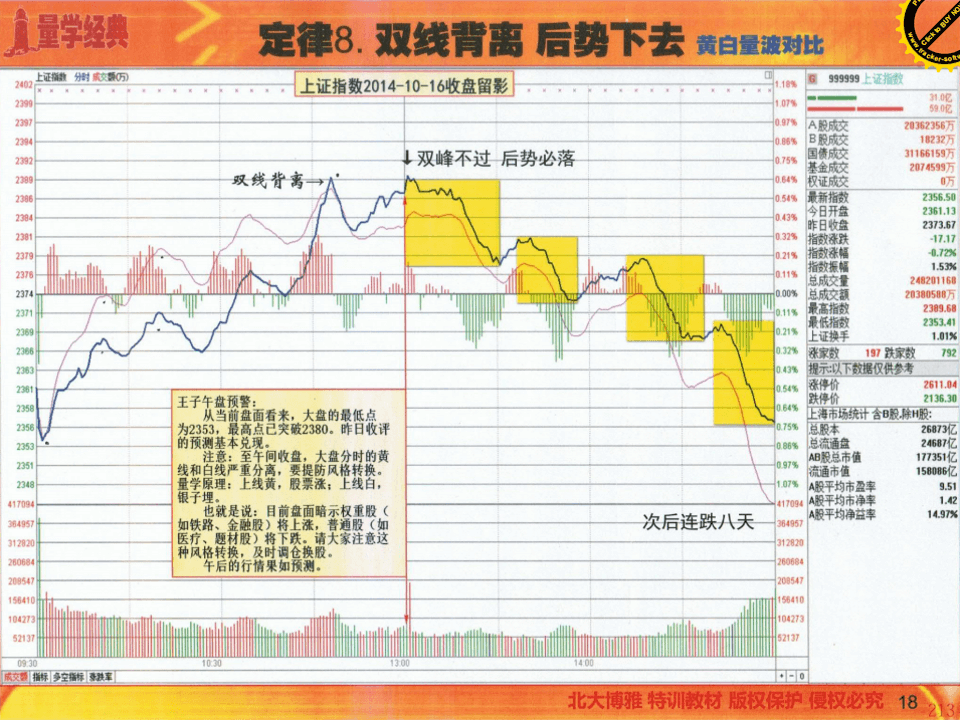 量学经典
定律8. 双线背离 后势下去 黄白量波对比
Click to BUY NOW
www.tracker-softw
上证指数 分时 成交额(万)
上证指数2014-10-16收盘留影
2402
2399
2397
2394
2392
2389
2386
2384
2381
2379
2376
2374
2371
2369
2366
2363
2361
2358
2356
2353
2351
2348
417094
364957
312820
260684
208547
156410
104273
52137
1.18%
1.07%
0.97%
0.86%
0.75%
0.64%
0.54%
0.43%
0.32%
0.21%
0.11%
0.00%
0.11%
0.21%
0.32%
0.43%
0.54%
0.64%
0.75%
0.86%
0.97%
1.07%
417094
364957
312820
260684
208547
156410
104273
52137
双线背离→
↓双峰不过 后势必落
王子午盘预警:
从当前盘面看来，大盘的最低点
为2353，最高点已突破2380。昨日收评
的预测基本兑现。
注意：至午间收盘，大盘分时的黄
线和白线严重分离，要提防风格转换。
量学原理：上线黄，股票涨；上线白，
银子埋。
也就是说：目前盘面暗示权重股（
如铁路、金融股）将上涨，普通股（如
医疗、题材股）将下跌。请大家注意这
种风格转换，及时调仓换股。
午后的行情果如预测。
次后连跌八天
09:30 10:30 13:00 14:00
成交额 指标 多空指标 涨跌率
G 999999 上证指数
31.0亿
59.0亿
A股成交 20362356万
B股成交 18232万
国债成交 31166159万
基金成交 2074599万
权证成交 0万
最新指数 2356.50
今日开盘 2361.13
昨日收盘 2373.67
指数涨跌 -17.17
指数涨幅 -0.72%
指数振幅 1.53%
总成交量 248201160
总成交额 20380588万
最高指数 2389.68
最低指数 2353.41
上证换手 1.01%
涨家数 197 跌家数 792
提示:以下数据仅供参考
涨停价 2611.04
跌停价 2136.30
上海市场统计 含B股,除H股:
总股本 26873亿
总流通盘 24687亿
AB股总市值 177351亿
流通市值 158086亿
A股平均市盈率 9.51
A股平均市净率 1.42
A股平均净益率 14.97%
北大博雅 特训教材 版权保护 侵权必究 18
213